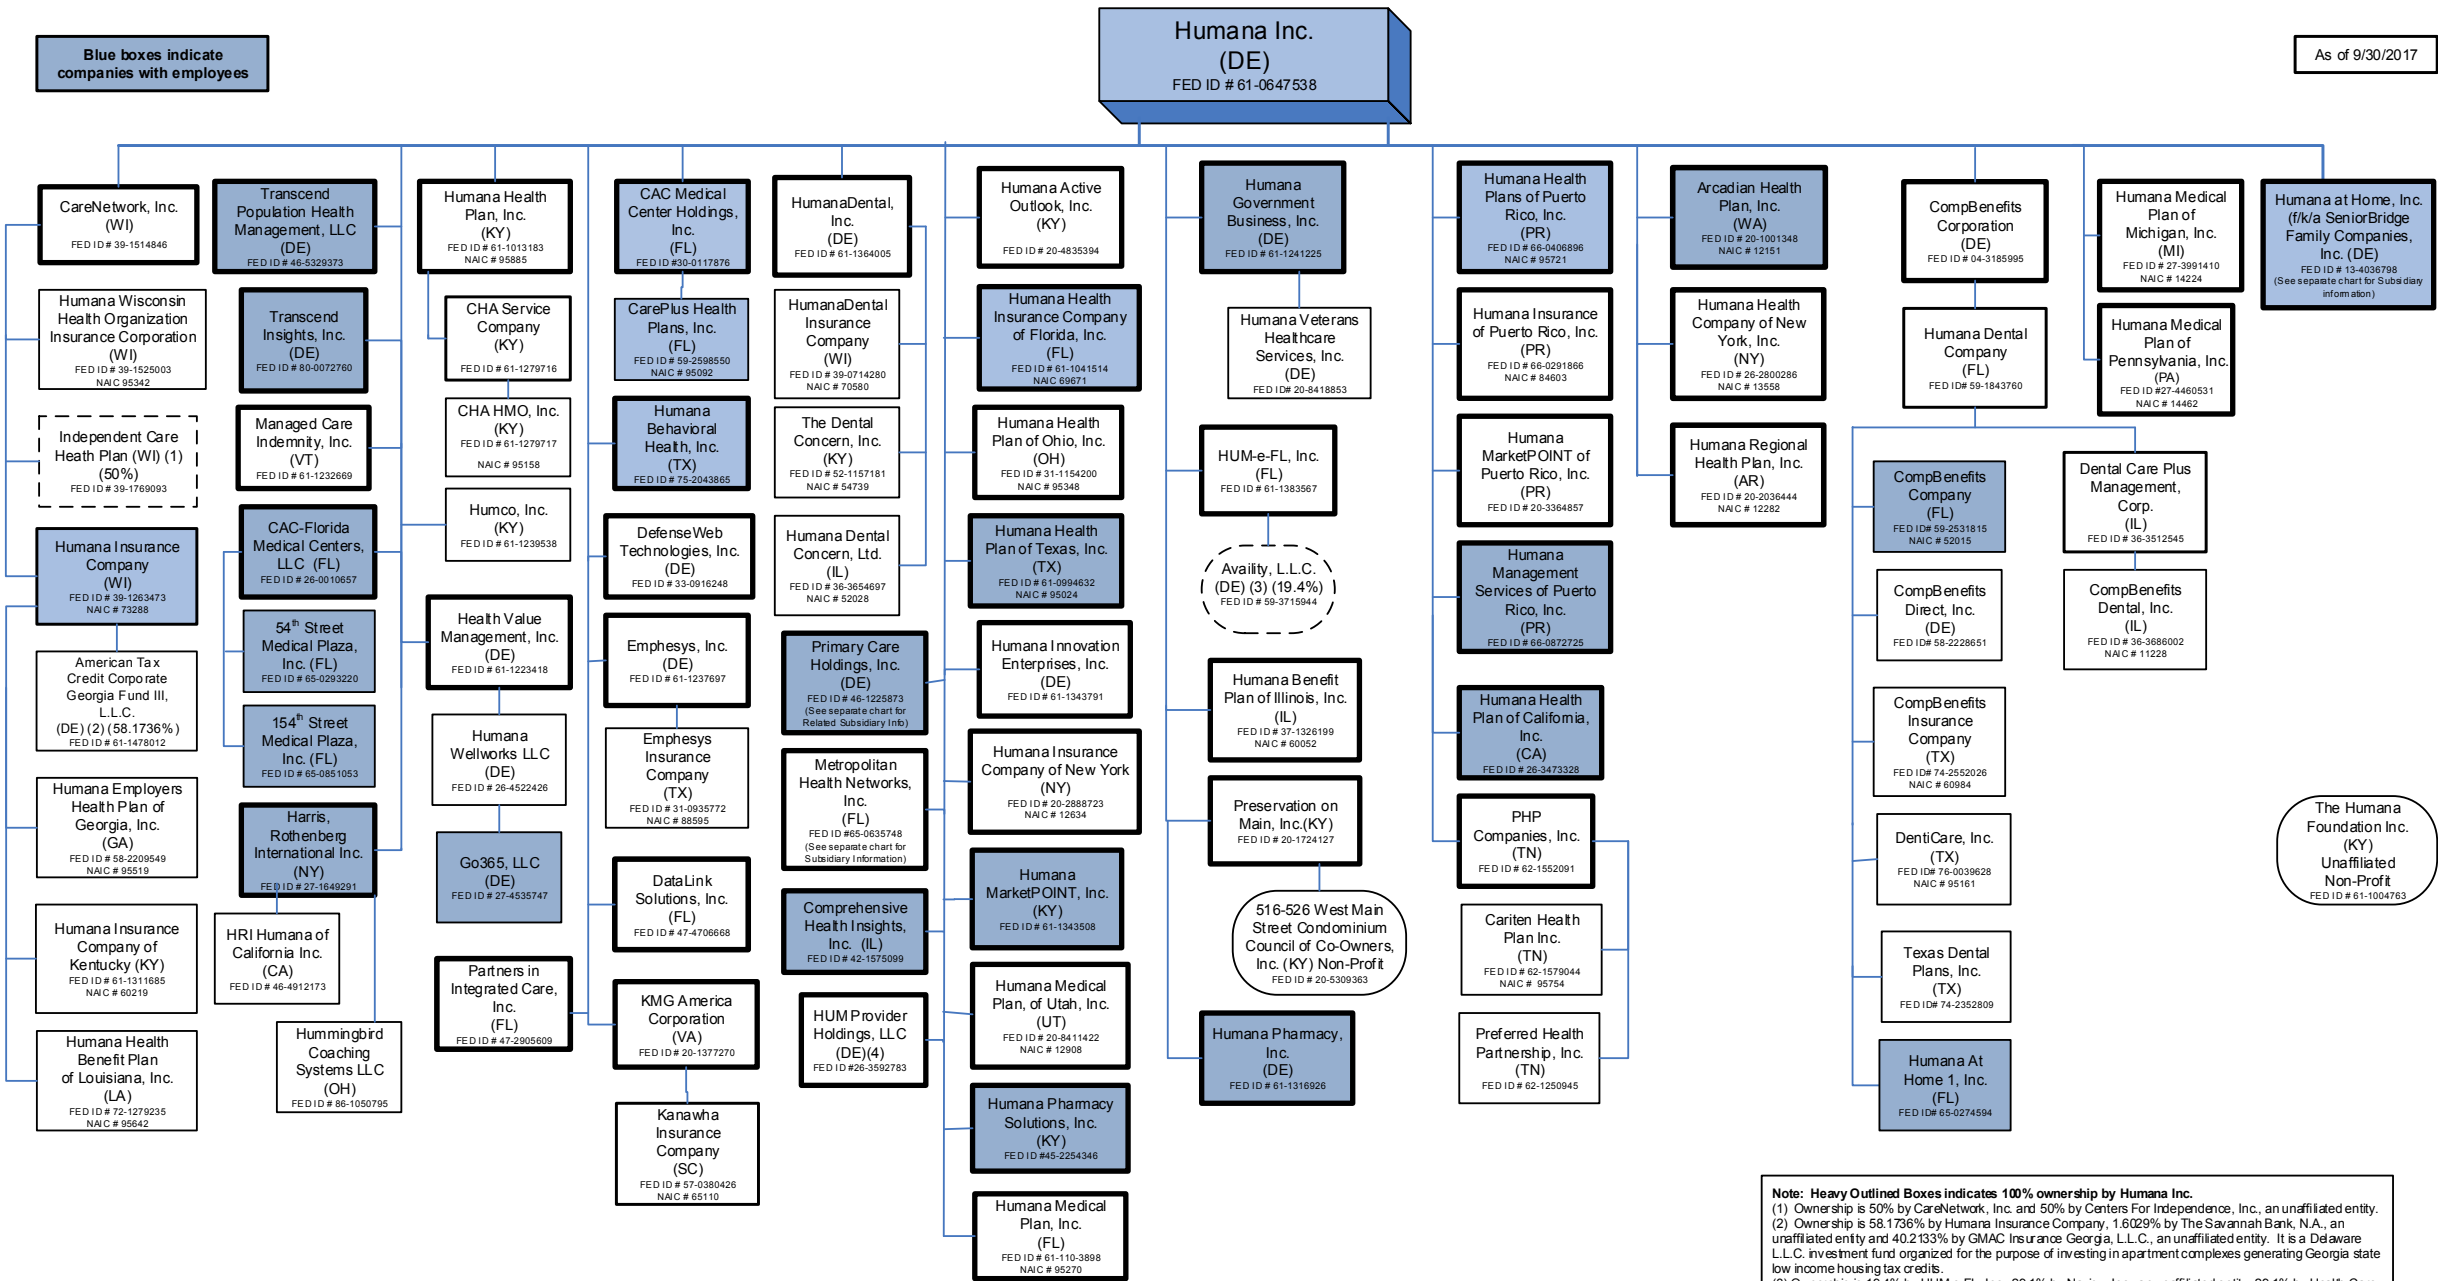 Humana Inc.
(DE)
FED ID # 61-0647538
Blue boxes indicate
companies with employees
As of 9/30/2017
CareNetwork, Inc.
(WI)
FED ID # 39-1514846
Humana Wisconsin
Health Organization
Insurance Corporation
(WI)
FED ID # 39-1525003
NAIC 95342
Independent Care
Heath Plan (WI) (1)
(50%)
FED ID # 39-1769093
Humana Insurance
Company
(WI)
FED ID # 39-1263473
NAIC # 73288
American Tax
Credit Corporate
Georgia Fund III,
L.L.C.
(DE) (2) (58.1736%)
FED ID # 61-1478012
Humana Employers
Health Plan of
Georgia, Inc.
(GA)
FED ID # 58-2209549
NAIC # 95519
Humana Insurance
Company of
Kentucky (KY)
FED ID # 61-1311685
NAIC # 60219
Humana Health
Benefit Plan
of Louisiana, Inc.
(LA)
FED ID # 72-1279235
NAIC # 95642
Transcend
Population Health
Management, LLC
(DE)
FED ID # 46-5329373
Transcend
Insights, Inc.
(DE)
FED ID # 80-0072760
Managed Care
Indemnity, Inc.
(VT)
FED ID # 61-1232669
CAC-Florida
Medical Centers,
LLC (FL)
FED ID # 26-0010657
54th Street
Medical Plaza,
Inc. (FL)
FED ID # 65-0293220
154th Street
Medical Plaza,
Inc. (FL)
FED ID # 65-0851053
Harris,
Rothenberg
International Inc.
(NY)
FED ID # 27-1649291
HRI Humana of
California Inc.
(CA)
FED ID # 46-4912173
Hummingbird
Coaching
Systems LLC
(OH)
FED ID # 86-1050795
Humana Health
Plan, Inc.
(KY)
FED ID # 61-1013183
NAIC # 95885
CHA Service
Company
(KY)
FED ID # 61-1279716
CHA HMO, Inc.
(KY)
FED ID # 61-1279717
NAIC # 95158
Humco, Inc.
(KY)
FED ID # 61-1239538
Health Value
Management, Inc.
(DE)
FED ID # 61-1223418
Humana
Wellworks LLC
(DE)
FED ID # 26-4522426
Go365, LLC
(DE)
FED ID # 27-4535747
Partners in
Integrated Care,
Inc.
(FL)
FED ID # 47-2905609
CAC Medical
Center Holdings,
Inc.
(FL)
FED ID #30-0117876
CarePlus Health
Plans, Inc.
(FL)
FED ID # 59-2598550
NAIC # 95092
Humana
Behavioral
Health, Inc.
(TX)
FED ID # 75-2043865
DefenseWeb
Technologies, Inc.
(DE)
FED ID # 33-0916248
Emphesys, Inc.
(DE)
FED ID # 61-1237697
Emphesys
Insurance
Company
(TX)
FED ID # 31-0935772
NAIC # 88595
DataLink
Solutions, Inc.
(FL)
FED ID # 47-4706668
KMG America
Corporation
(VA)
FED ID # 20-1377270
Kanawha
Insurance
Company
(SC)
FED ID # 57-0380426
NAIC # 65110
HumanaDental,
Inc.
(DE)
FED ID # 61-1364005
HumanaDental
Insurance
Company
(WI)
FED ID # 39-0714280
NAIC # 70580
The Dental
Concern, Inc.
(KY)
FED ID # 52-1157181
NAIC # 54739
Humana Dental
Concern, Ltd.
(IL)
FED ID # 36-3654697
NAIC # 52028
Primary Care
Holdings, Inc.
(DE)
FED ID # 46-1225873
(See separate chart for
Related Subsidiary Info)
Metropolitan
Health Networks,
Inc.
(FL)
FED ID #65-0635748
(See separate chart for
Subsidiary Information)
Comprehensive
Health Insights,
Inc. (IL)
FED ID # 42-1575099
HUM Provider
Holdings, LLC
(DE)(4)
FED ID #26-3592783
Humana Active
Outlook, Inc.
(KY)
FED ID # 20-4835394
Humana Health
Insurance Company
of Florida, Inc.
(FL)
FED ID # 61-1041514
NAIC 69671
Humana Health
Plan of Ohio, Inc.
(OH)
FED ID # 31-1154200
NAIC # 95348
Humana Health
Plan of Texas, Inc.
(TX)
FED ID # 61-0994632
NAIC # 95024
Humana Innovation
Enterprises, Inc.
(DE)
FED ID # 61-1343791
Humana Insurance
Company of New York
(NY)
FED ID # 20-2888723
NAIC # 12634
Humana
MarketPOINT, Inc.
(KY)
FED ID # 61-1343508
Humana Medical
Plan, of Utah, Inc.
(UT)
FED ID # 20-8411422
NAIC # 12908
Humana Pharmacy
Solutions, Inc.
(KY)
FED ID #45-2254346
Humana Medical
Plan, Inc.
(FL)
FED ID # 61-110-3898
NAIC # 95270
Humana
Government
Business, Inc.
(DE)
FED ID # 61-1241225
Humana Veterans
Healthcare
Services, Inc.
(DE)
FED ID# 20-8418853
HUM-e-FL, Inc.
(FL)
FED ID # 61-1383567
Availity, L.L.C.
(DE) (3) (19.4%)
FED ID # 59-3715944
Humana Benefit
Plan of Illinois, Inc.
(IL)
FED ID # 37-1326199
NAIC # 60052
Preservation on
Main, Inc.(KY)
FED ID # 20-1724127
516-526 West Main
Street Condominium
Council of Co-Owners,
Inc. (KY) Non-Profit
FED ID # 20-5309363
Humana Pharmacy,
Inc.
(DE)
FED ID # 61-1316926
Humana Health
Plans of Puerto
Rico, Inc.
(PR)
FED ID # 66-0406896
NAIC # 95721
Humana Insurance
of Puerto Rico, Inc.
(PR)
FED ID # 66-0291866
NAIC # 84603
Humana
MarketPOINT of
Puerto Rico, Inc.
(PR)
FED ID # 20-3364857
Humana
Management
Services of Puerto
Rico, Inc.
(PR)
FED ID # 66-0872725
Humana Health
Plan of California,
Inc.
(CA)
FED ID # 26-3473328
PHP
Companies, Inc.
(TN)
FED ID # 62-1552091
Cariten Health
Plan Inc.
(TN)
FED ID # 62-1579044
NAIC # 95754
Preferred Health
Partnership, Inc.
(TN)
FED ID # 62-1250945
Arcadian Health
Plan, Inc.
(WA)
FED ID # 20-1001348
NAIC # 12151
Humana Health
Company of New
York, Inc.
(NY)
FED ID # 26-2800286
NAIC # 13558
Humana Regional
Health Plan, Inc.
(AR)
FED ID # 20-2036444
NAIC # 12282
CompBenefits
Corporation
(DE)
FED ID # 04-3185995
Humana Dental
Company
(FL)
FED ID# 59-1843760
CompBenefits
Company
(FL)
FED ID# 59-2531815
NAIC # 52015
CompBenefits
Direct, Inc.
(DE)
FED ID# 58-2228651
CompBenefits
Insurance
Company
(TX)
FED ID# 74-2552026
NAIC # 60984
DentiCare, Inc.
(TX)
FED ID # 76-0039628
NAIC # 95161
Texas Dental
Plans, Inc.
(TX)
FED ID# 74-2352809
Humana At
Home 1, Inc.
(FL)
FED ID# 65-0274594
Dental Care Plus
Management,
Corp.
(IL)
FED ID # 36-3512545
CompBenefits
Dental, Inc.
(IL)
FED ID # 36-3686002
NAIC # 11228
Humana Medical
Plan of
Michigan, Inc.
(MI)
FED ID # 27-3991410
NAIC # 14224
Humana Medical
Plan of
Pennsylvania, Inc.
(PA)
FED ID #27-4460531
NAIC # 14462
Humana at Home, Inc.
(f/k/a SeniorBridge
Family Companies,
Inc. (DE)
FED ID # 13-4036798
(See separate chart for Subsidiary
information)
The Humana
Foundation Inc.
(KY)
Unaffiliated
Non-Profit
FED ID # 61-1004763
Note: Heavy Outlined Boxes indicates 100% ownership by Humana Inc.
(1) Ownership is 50% by CareNetwork, Inc. and 50% by Centers For Independence, Inc., an unaffiliated entity.
(2) Ownership is 58.1736% by Humana Insurance Company, 1.6029% by The Savannah Bank, N.A., an
unaffiliated entity and 40.2133% by GMAC Insurance Georgia, L.L.C., an unaffiliated entity. It is a Delaware
L.L.C. investment fund organized for the purpose of investing in apartment complexes generating Georgia state
low income housing tax credits.